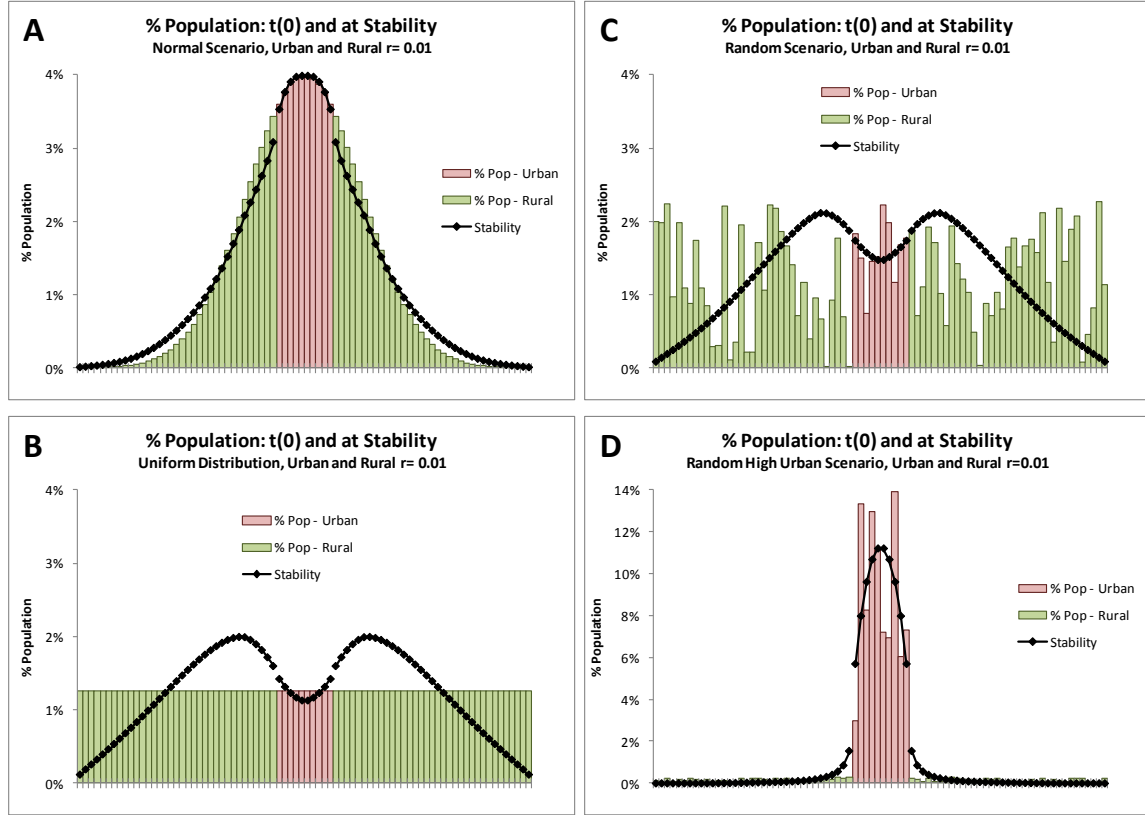 A
% Population: t(0) and at Stability
Normal Scenario, Urban and Rural r= 0.01
4%
3%
2%
1%
0%
% Population
% Pop - Urban
% Pop - Rural
Stability
C
% Population: t(0) and at Stability
Random Scenario, Urban and Rural r= 0.01
4%
3%
2%
1%
0%
% Population
% Pop - Urban
% Pop - Rural
Stability
B
% Population: t(0) and at Stability
Uniform Distribution, Urban and Rural r= 0.01
4%
3%
2%
1%
0%
% Population
% Pop - Urban
% Pop - Rural
Stability
D
% Population: t(0) and at Stability
Random High Urban Scenario, Urban and Rural r=0.01
14%
12%
10%
8%
6%
4%
2%
0%
% Population
% Pop - Urban
% Pop - Rural
Stability